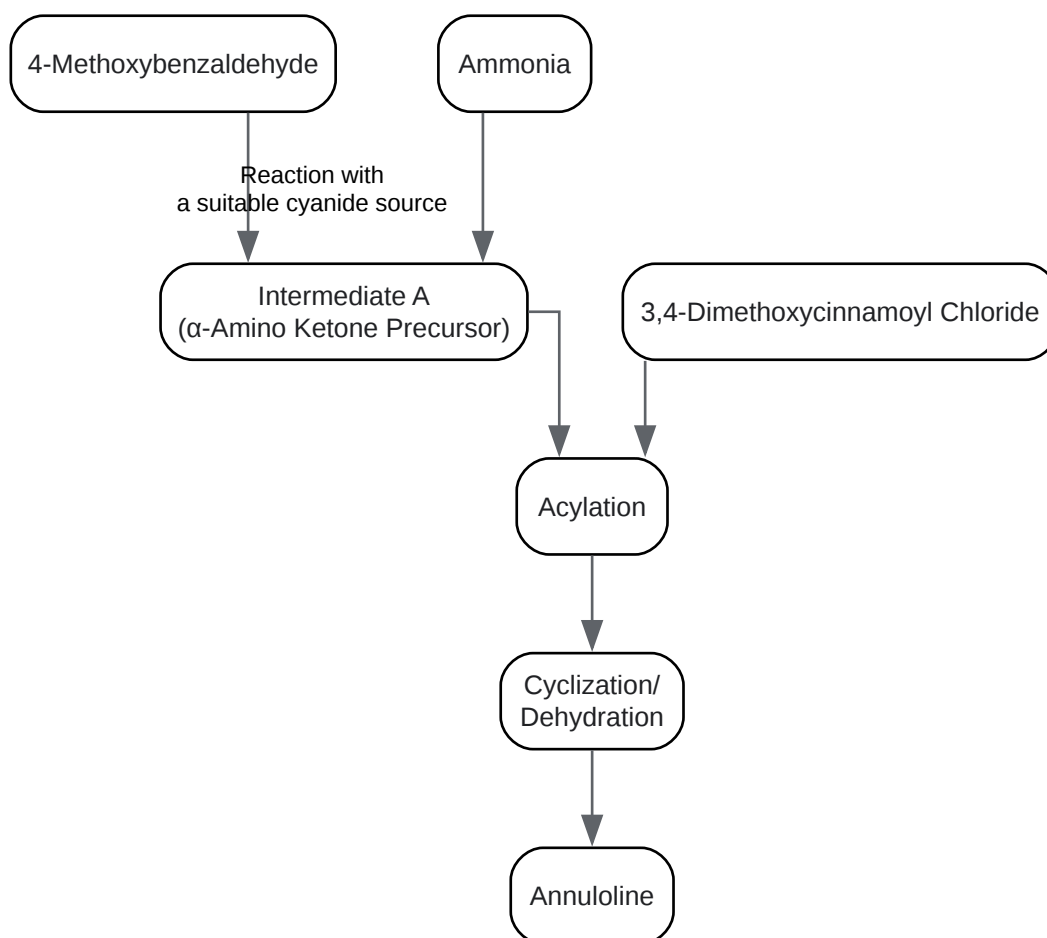 4-Methoxybenzaldehyde
Ammonia
Reaction with
a suitable cyanide source
Intermediate A
(α-Amino Ketone Precursor)
3,4-Dimethoxycinnamoyl Chloride
Acylation
Cyclization/
Dehydration
Annuloline